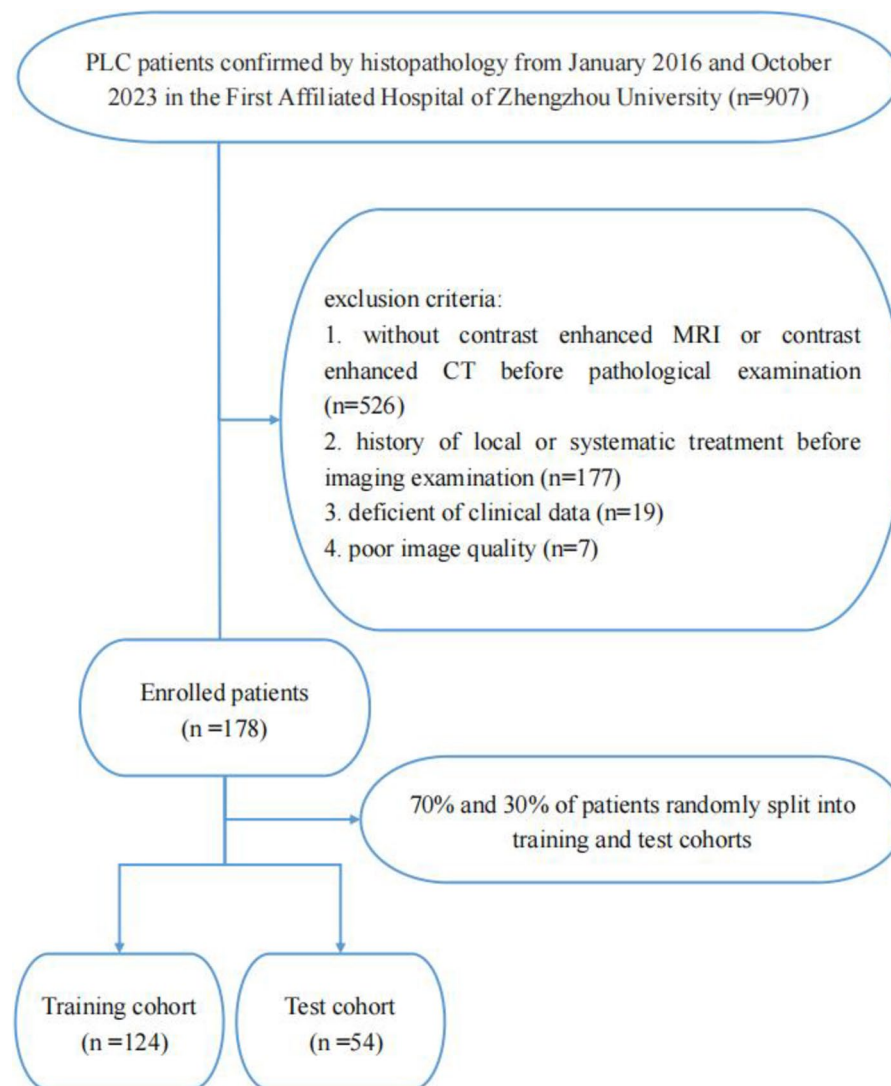 PLC patients confirmed by histopathology from January 2016 and October
2023 in the First Affiliated Hospital of Zhengzhou University (n=907)
exclusion criteria:
1. without contrast enhanced MRI or contrast
enhanced CT before pathological examination
(n=526)
2. history of local or systematic treatment before
imaging examination (n=177)
3. deficient of clinical data (n=19)
4. poor image quality (n=7)
Enrolled patients
(n =178)
70% and 30% of patients randomly split into
training and test cohorts
Training cohort
(n =124)
Test cohort
(n =54)